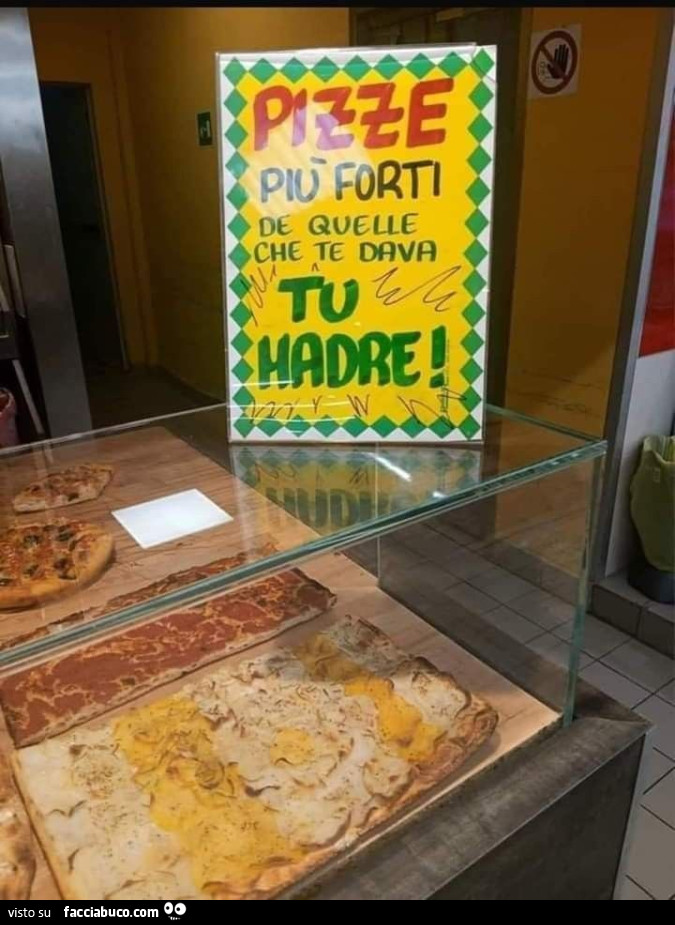 PIZZE
PIÙ FORTI
DE QUELLE
CHE TE DAVA
TU
MADRE!
visto su facciabuco.com